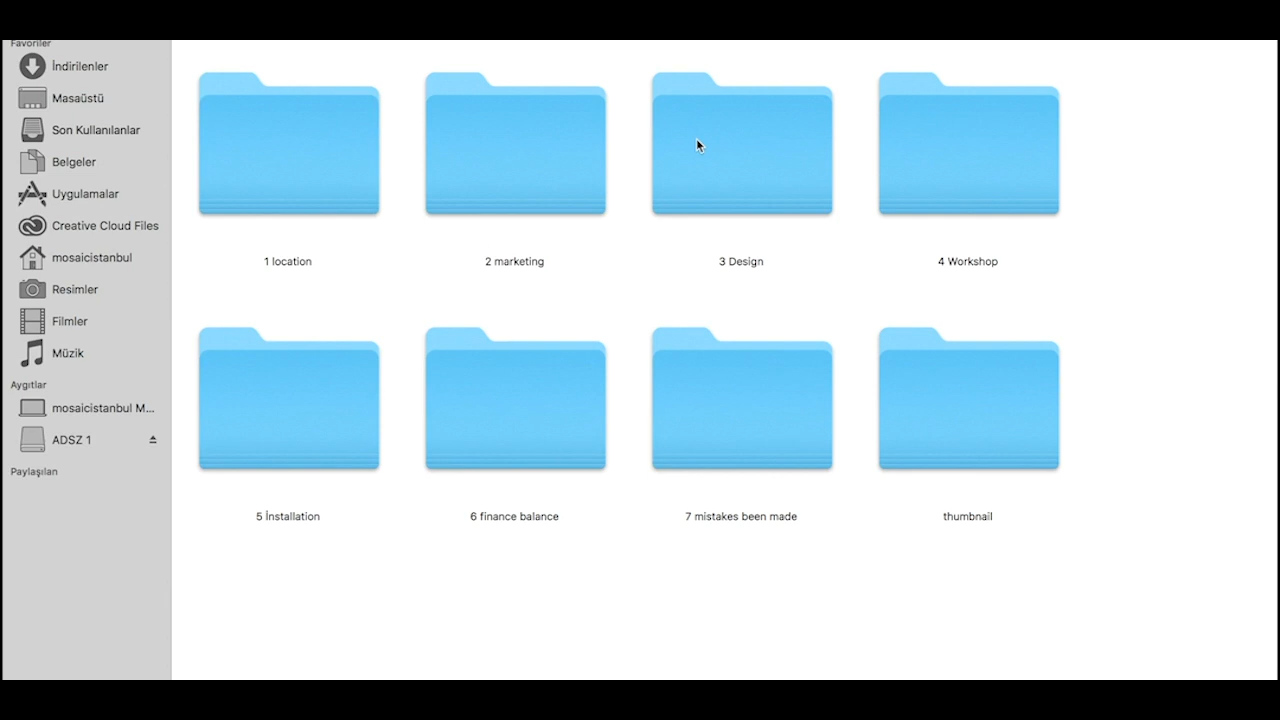 Favoriler
İndirilenler
Masaüstü
Son Kullanılanlar
Belgeler
Uygulamalar
Creative Cloud Files
mosaicistanbul
Resimler
Filmler
Müzik
Aygıtlar
mosaicistanbul M...
ADSZ 1
Paylaşılan
1 location
2 marketing
3 Design
4 Workshop
5 İnstallation
6 finance balance
7 mistakes been made
thumbnail